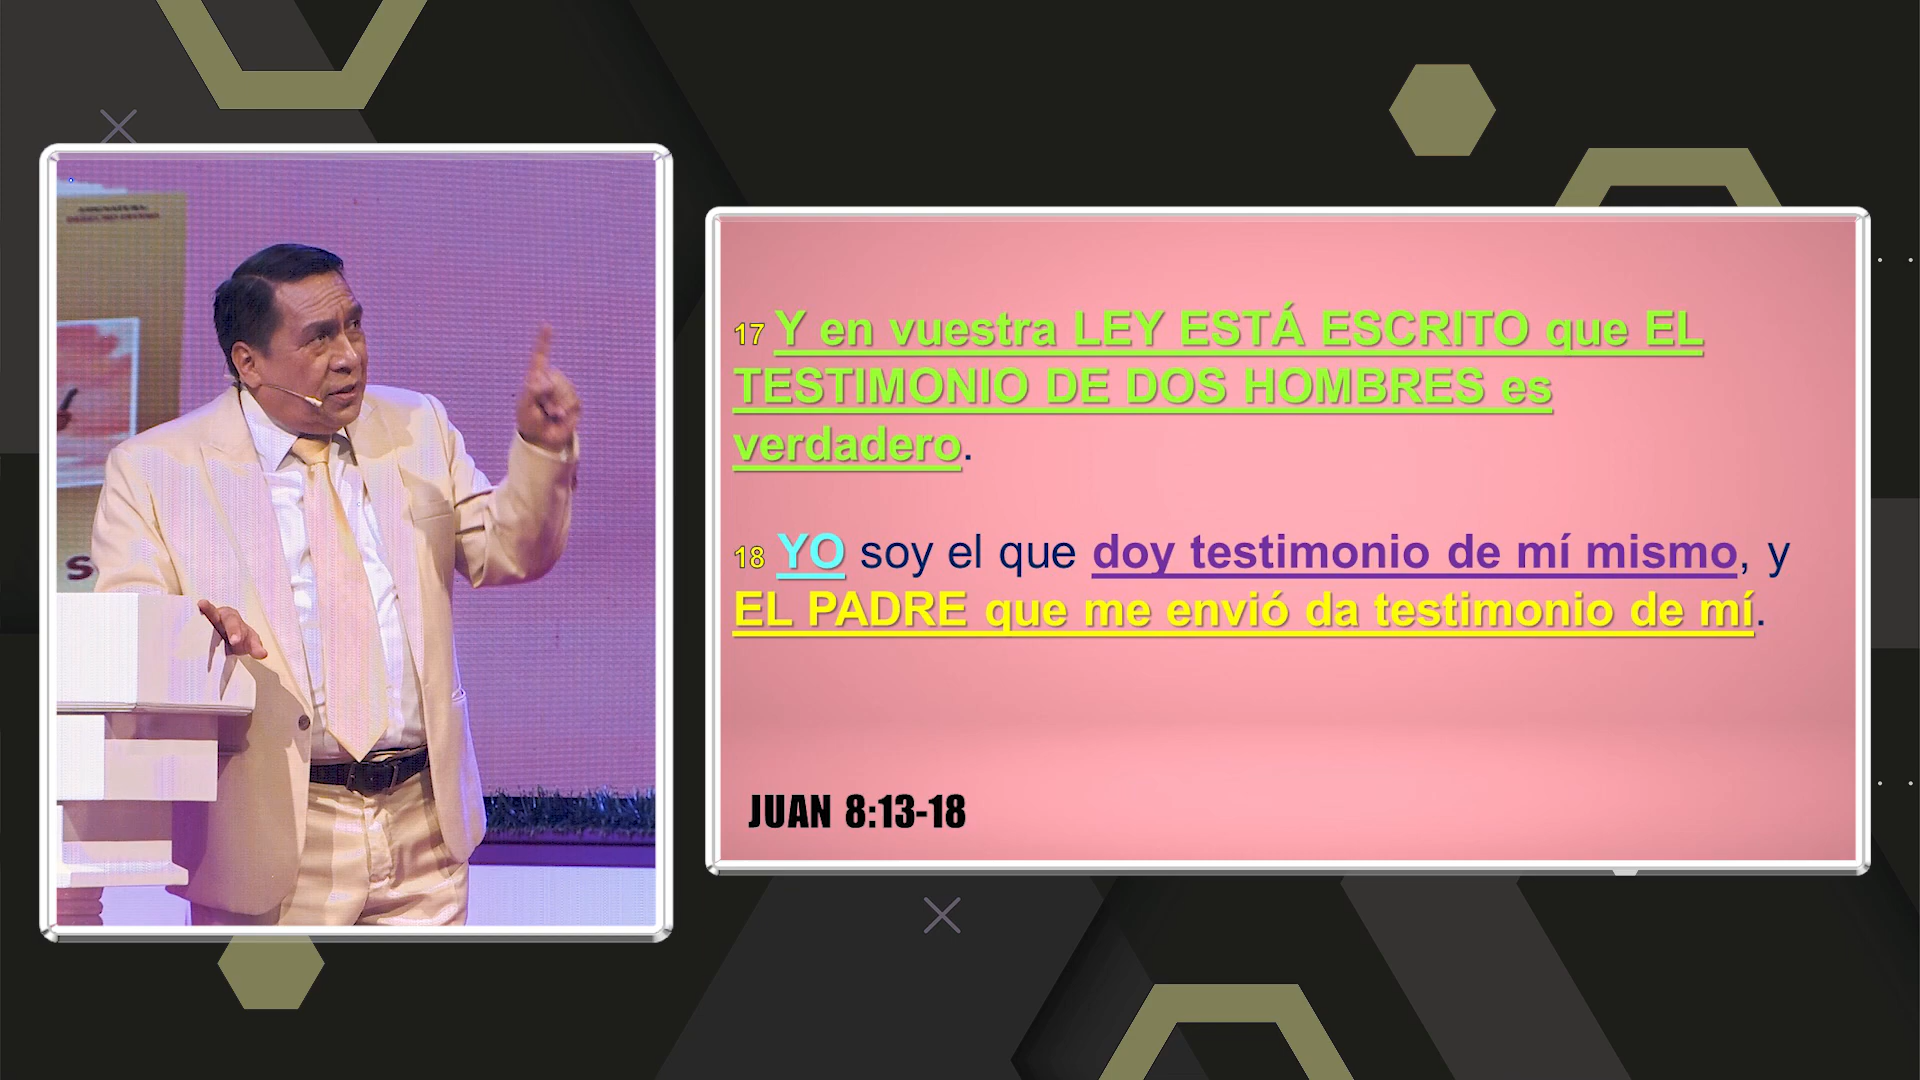 17 Y en vuestra LEY ESTÁ ESCRITO que EL
TESTIMONIO DE DOS HOMBRES es
verdadero.
18 YO soy el que doy testimonio de mí mismo, y
EL PADRE que me envió da testimonio de mí.
JUAN 8:13-18
S